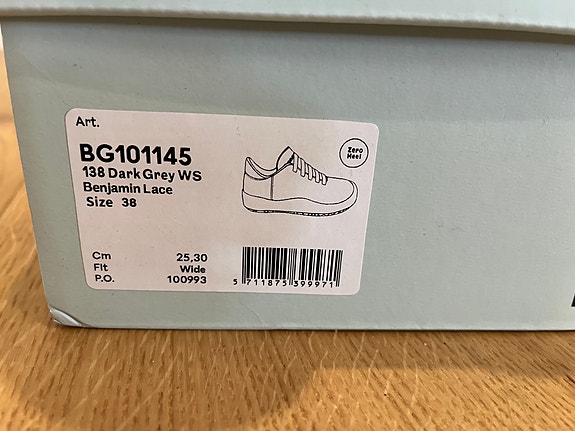 Art.
BG101145
138 Dark Grey WS
Benjamin Lace
Size 38
Zero
Heel
Cm 25,30
Fit Wide
P.O. 100993
5 711875 399971